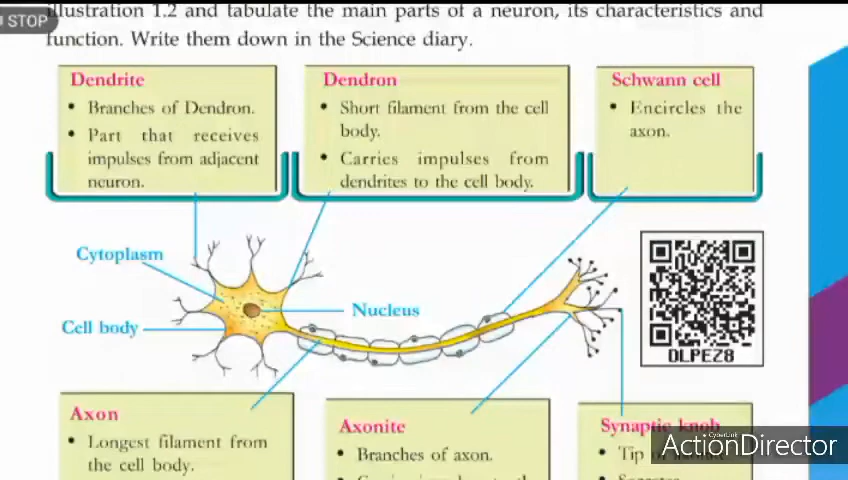 illustration 1.2 and tabulate the main parts of a neuron, its characteristics and
STOP
function. Write them down in the Science diary.
Dendrite
• Branches of Dendron.
• Part that receives
impulses from adjacent
neuron.
Dendron
• Short filament from the cell
body.
• Carries impulses from
dendrites to the cell body.
Schwann cell
• Encircles the
axon.
Cytoplasm
Nucleus
Cell body
DLPEZ8
Axon
• Longest filament from
the cell body.
Axonite
• Branches of axon.
Synaptic knob
• Tip of
CyberLink
ActionDirector